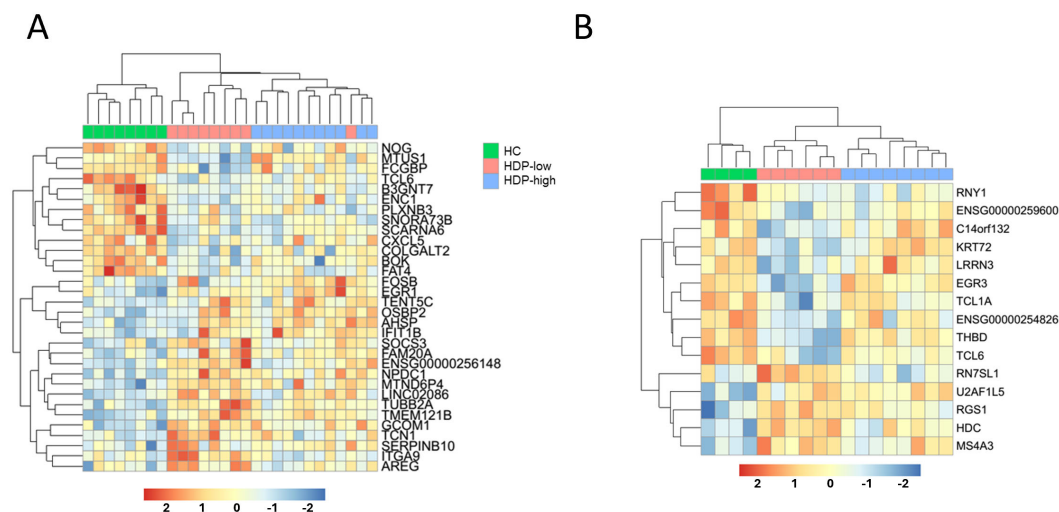 A
B
NOG
MTUS1
FCGBP
TCL6
B3GNT7
ENC1
PLXNB3
SNORA73B
SCARNA6
CXCL5
COLGALT2
BOK
FAT4
FOSB
EGR1
TENT5C
OSBP2
AHSP
IFIT1B
SOCS3
FAM20A
ENSG00000256148
NPDC1
MTND6P4
LINC02086
TUBB2A
TMEM121B
GCOM1
TCN1
SERPINB10
ITGA9
AREG
2 1 0 -1 -2
HC
HDP-low
HDP-high
RNY1
ENSG00000259600
C14orf132
KRT72
LRRN3
EGR3
TCL1A
ENSG00000254826
THBD
TCL6
RN7SL1
U2AF1L5
RGS1
HDC
MS4A3
2 1 0 -1 -2